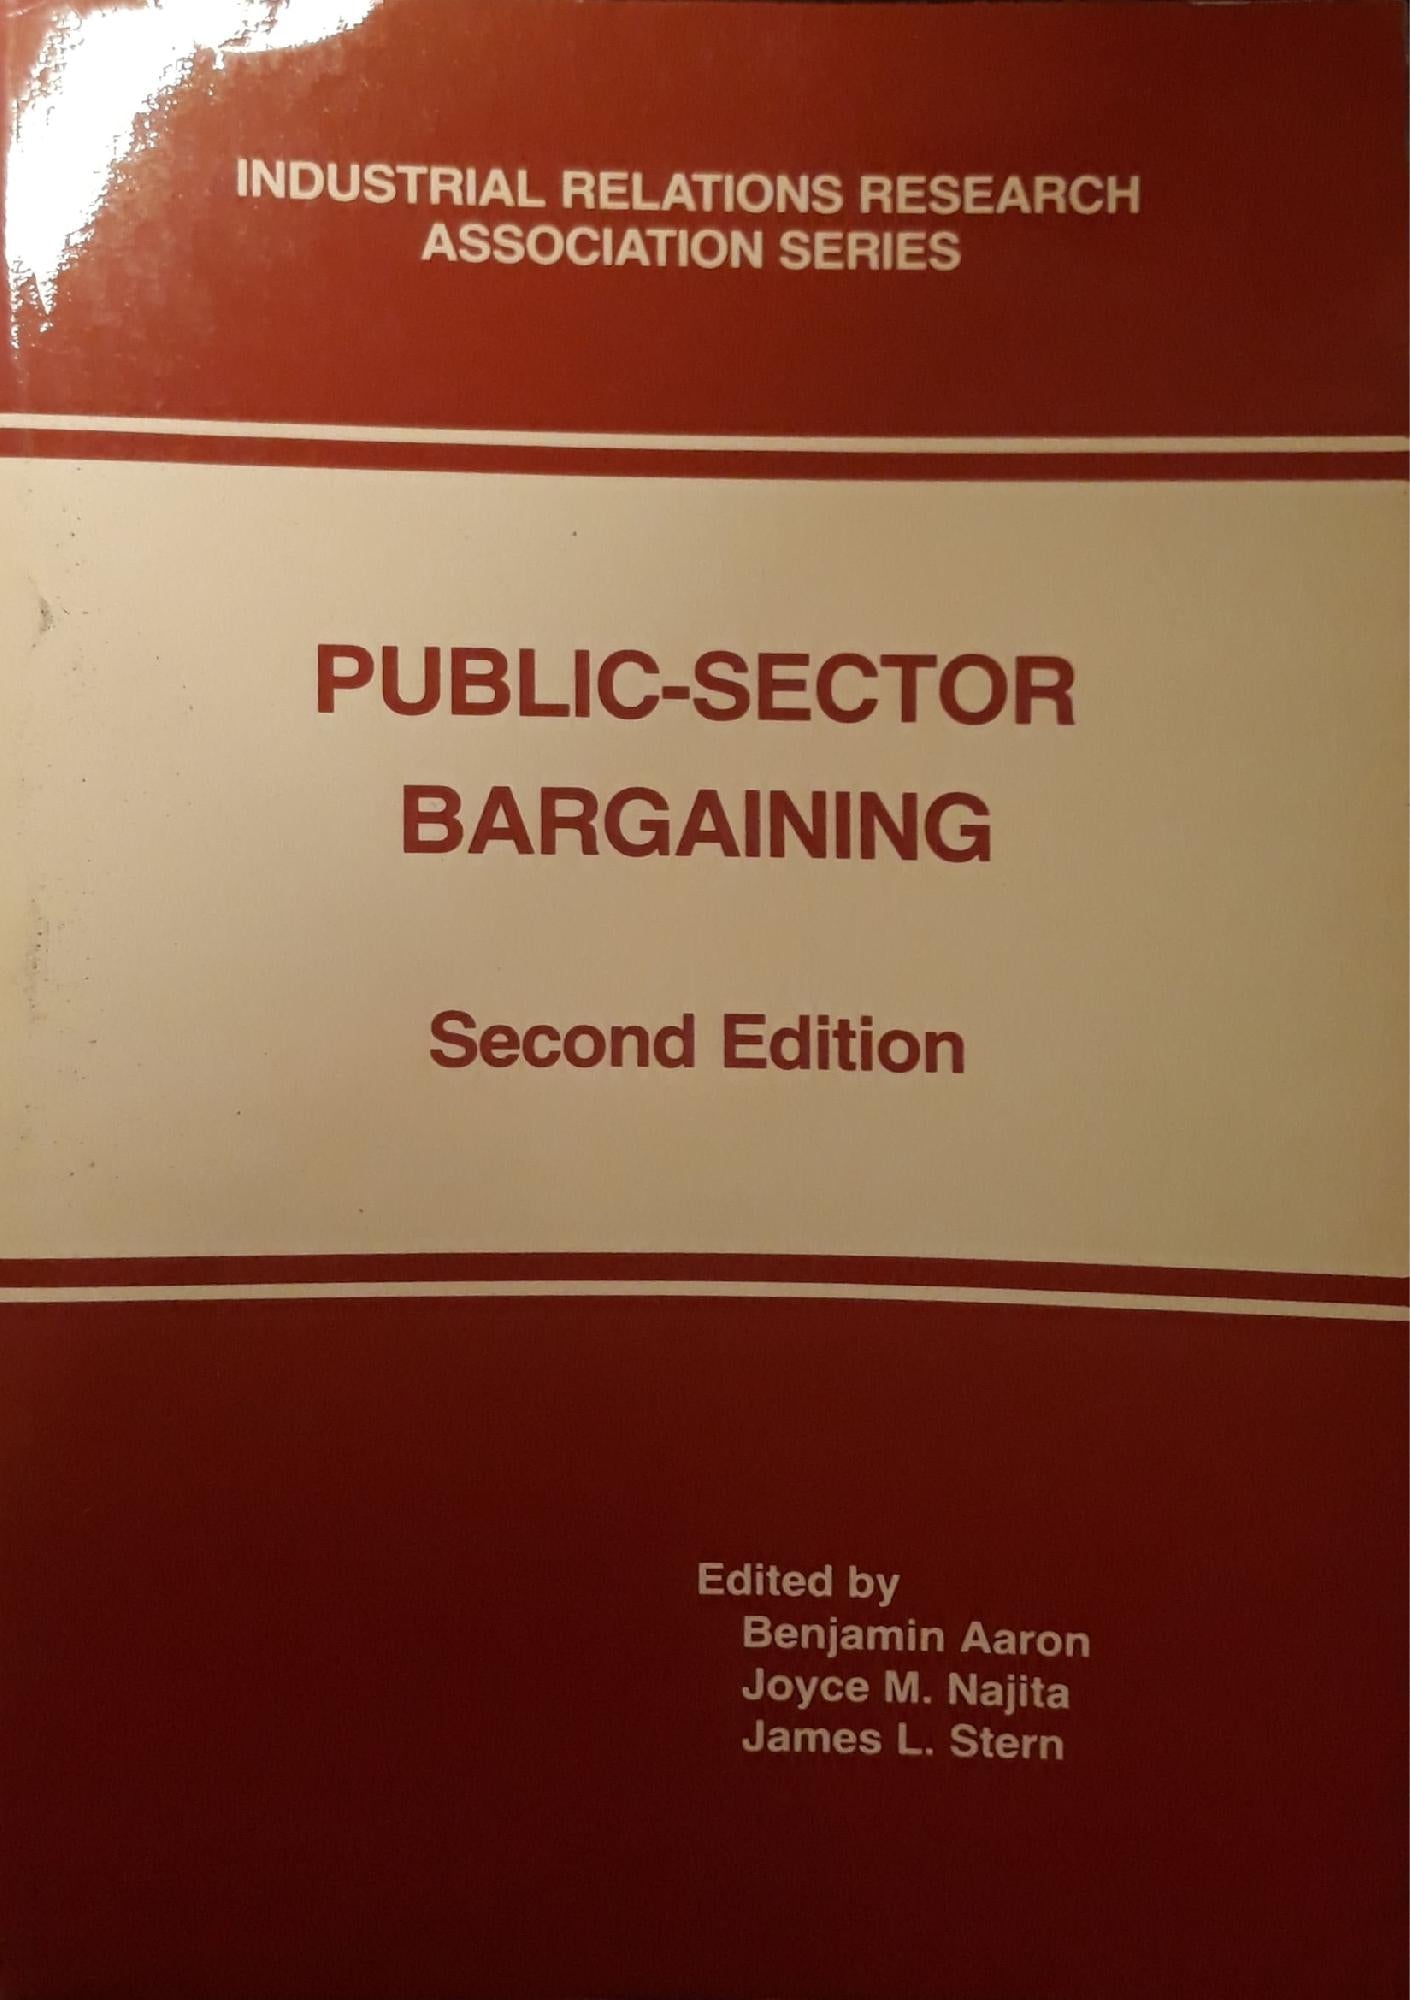 INDUSTRIAL RELATIONS RESEARCH
ASSOCIATION SERIES
PUBLIC-SECTOR
BARGAINING
Second Edition
Edited by
Benjamin Aaron
Joyce M. Najita
James L. Stern